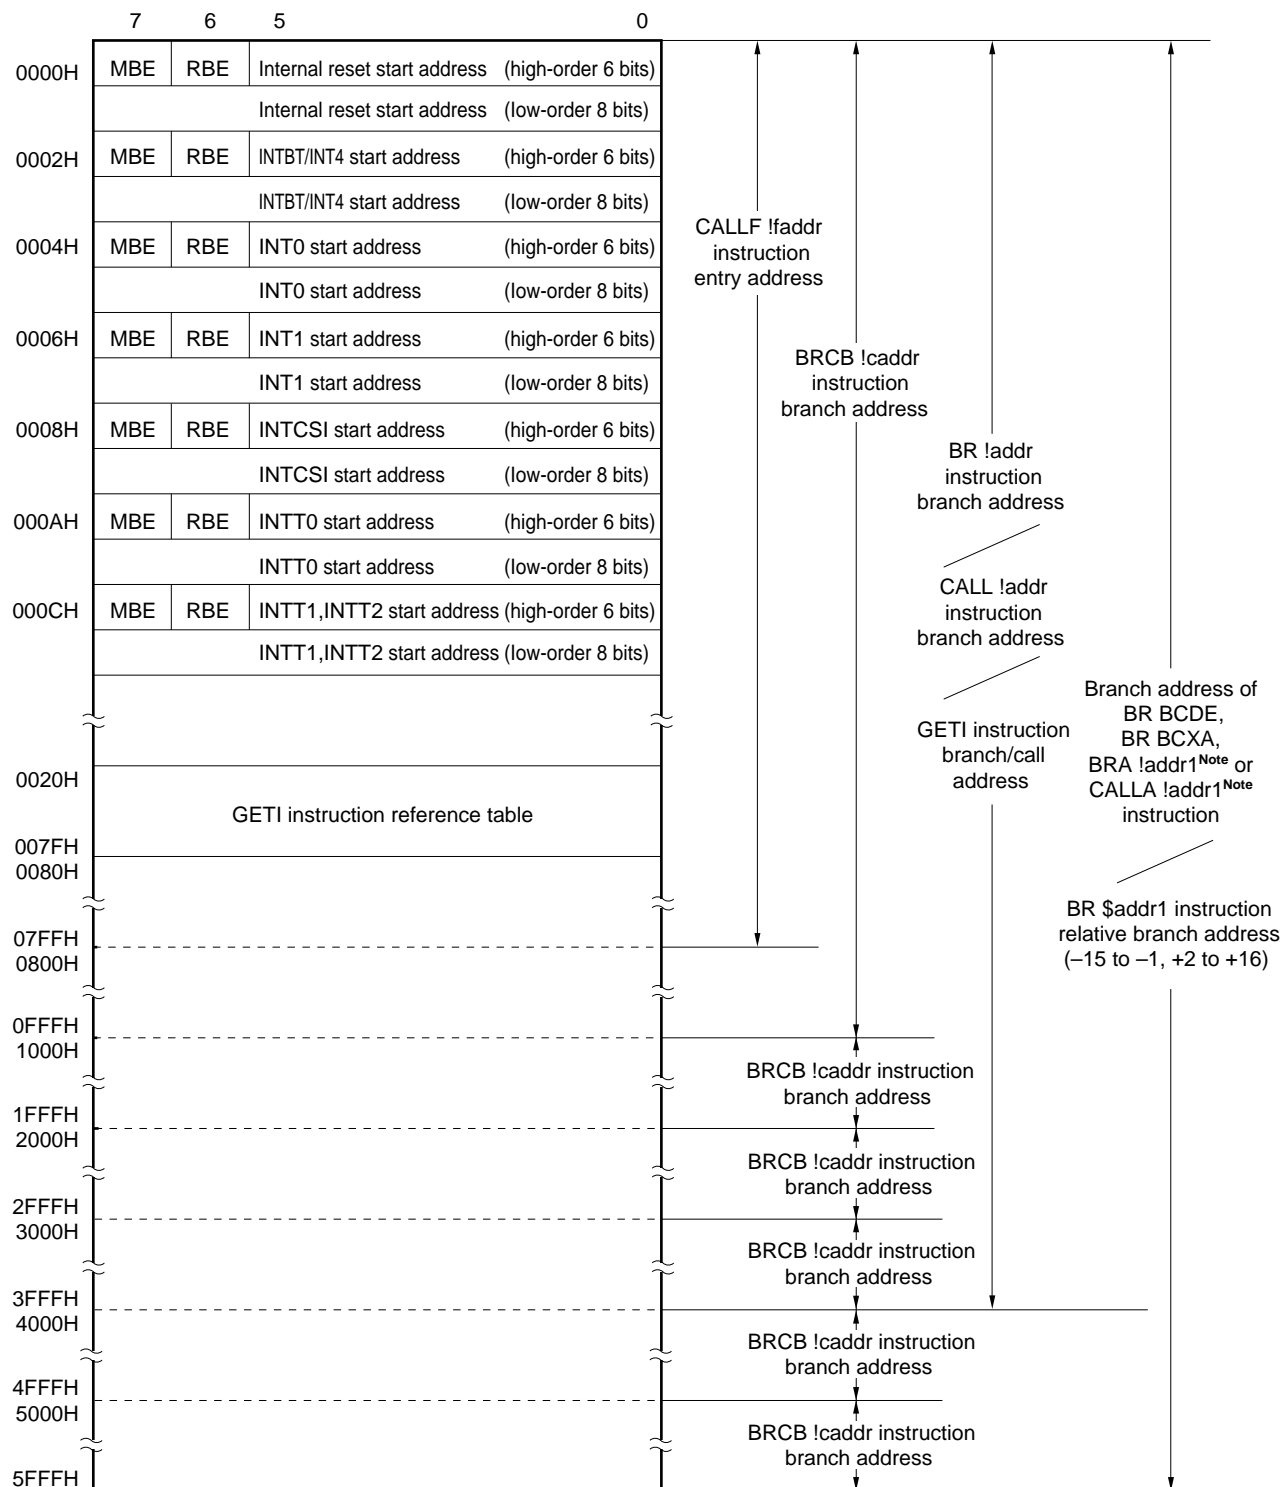 7 6 5 0
0000H MBE RBE Internal reset start address (high-order 6 bits)
Internal reset start address (low-order 8 bits)
0002H MBE RBE INTBT/INT4 start address (high-order 6 bits)
INTBT/INT4 start address (low-order 8 bits)
0004H MBE RBE INT0 start address (high-order 6 bits)
INT0 start address (low-order 8 bits)
0006H MBE RBE INT1 start address (high-order 6 bits)
INT1 start address (low-order 8 bits)
0008H MBE RBE INTCSI start address (high-order 6 bits)
INTCSI start address (low-order 8 bits)
000AH MBE RBE INTT0 start address (high-order 6 bits)
INTT0 start address (low-order 8 bits)
000CH MBE RBE INTT1,INTT2 start address (high-order 6 bits)
INTT1,INTT2 start address (low-order 8 bits)
0020H
GETI instruction reference table
007FH
0080H
07FFH
0800H
0FFFH
1000H
1FFFH
2000H
2FFFH
3000H
3FFFH
4000H
4FFFH
5000H
5FFFH
CALLF !faddr
instruction
entry address
BRCB !caddr
instruction
branch address
BRCB !caddr instruction
branch address
BRCB !caddr instruction
branch address
BRCB !caddr instruction
branch address
BRCB !caddr instruction
branch address
BRCB !caddr instruction
branch address
BR !addr
instruction
branch address
CALL !addr
instruction
branch address
GETI instruction
branch/call
address
Branch address of
BR BCDE,
BR BCXA,
BRA !addr1Note or
CALLA !addr1Note
instruction
BR $addr1 instruction
relative branch address
(–15 to –1, +2 to +16)